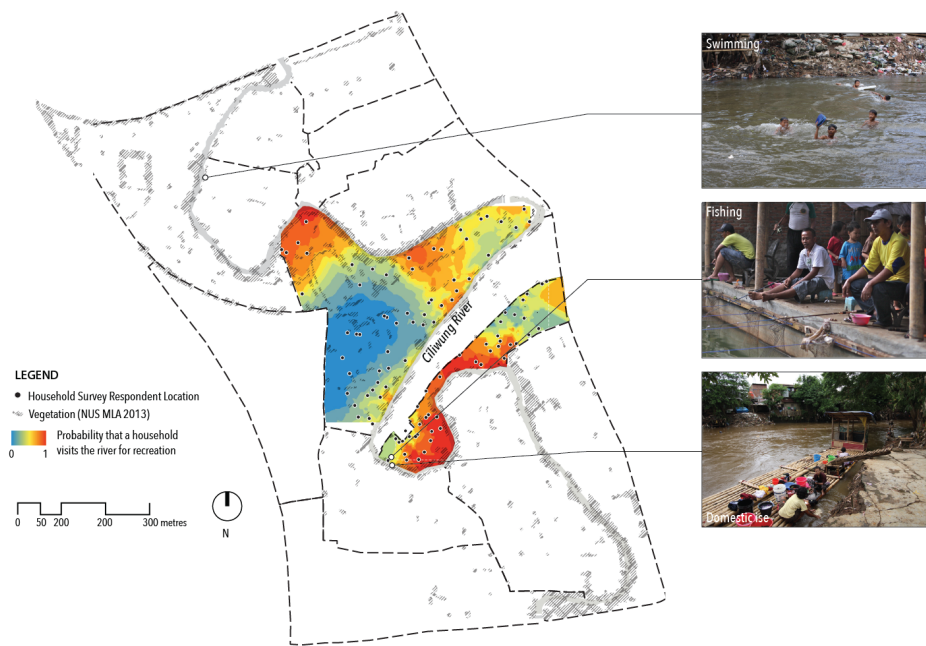 Swimming
Fishing
Ciliwung River
LEGEND
Household Survey Respondent Location
Vegetation (NUS MLA 2013)
Probability that a household
visits the river for recreation
0 1
0 50 200 200 300 metres
N
Domestic ise